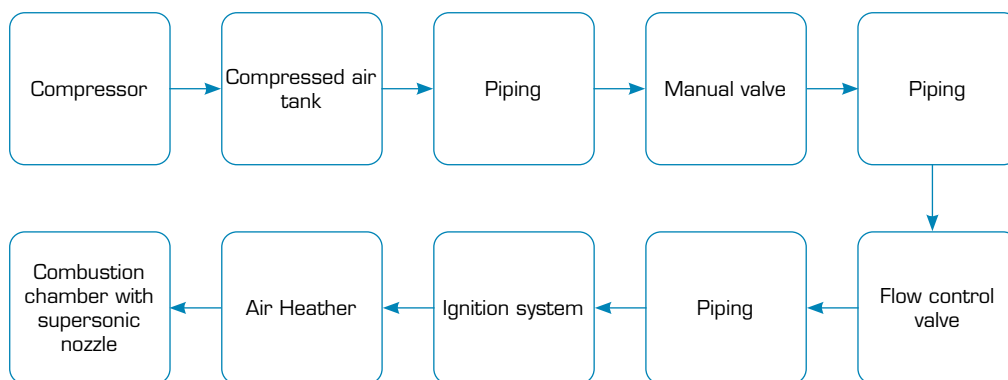 Compressor
Compressed air
tank
Piping
Manual valve
Piping
Combustion
chamber with
supersonic
nozzle
Air Heather
Ignition system
Piping
Flow control
valve